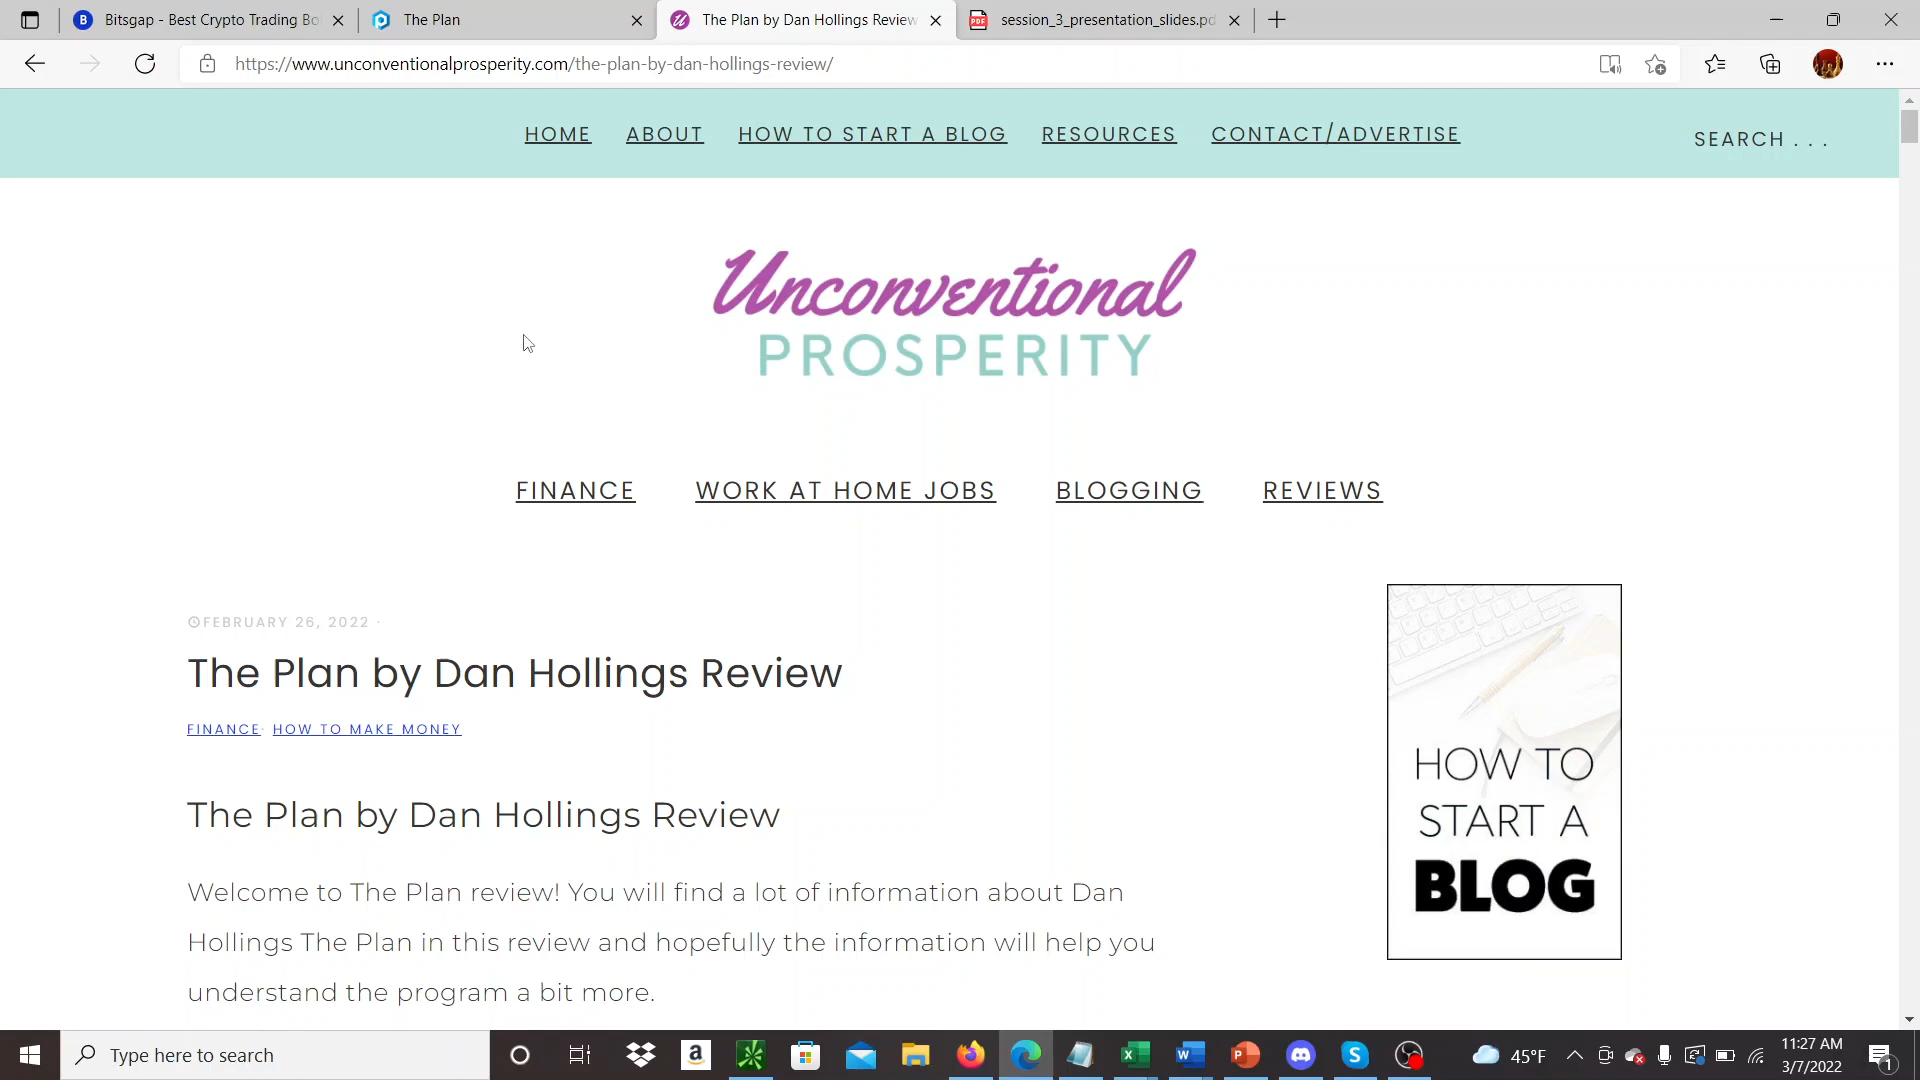 Bitsgap - Best Crypto Trading Bo
The Plan
The Plan by Dan Hollings Review
session_3_presentation_slides.pd
https://www.unconventionalprosperity.com/the-plan-by-dan-hollings-review/
HOME ABOUT HOW TO START A BLOG RESOURCES CONTACT/ADVERTISE
SEARCH . . .
Unconventional
PROSPERITY
FINANCE WORK AT HOME JOBS BLOGGING REVIEWS
FEBRUARY 26, 2022 ·
The Plan by Dan Hollings Review
FINANCE· HOW TO MAKE MONEY
The Plan by Dan Hollings Review
Welcome to The Plan review! You will find a lot of information about Dan
Hollings The Plan in this review and hopefully the information will help you
understand the program a bit more.
HOW TO
START A
BLOG
Type here to search
45°F
11:27 AM
3/7/2022
1